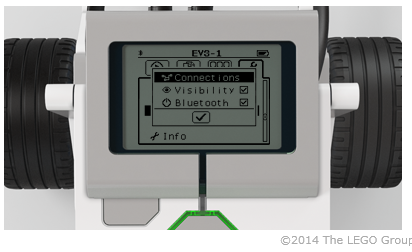 EV3-1
Connections
Visibility
Bluetooth
Info
©2014 The LEGO Group